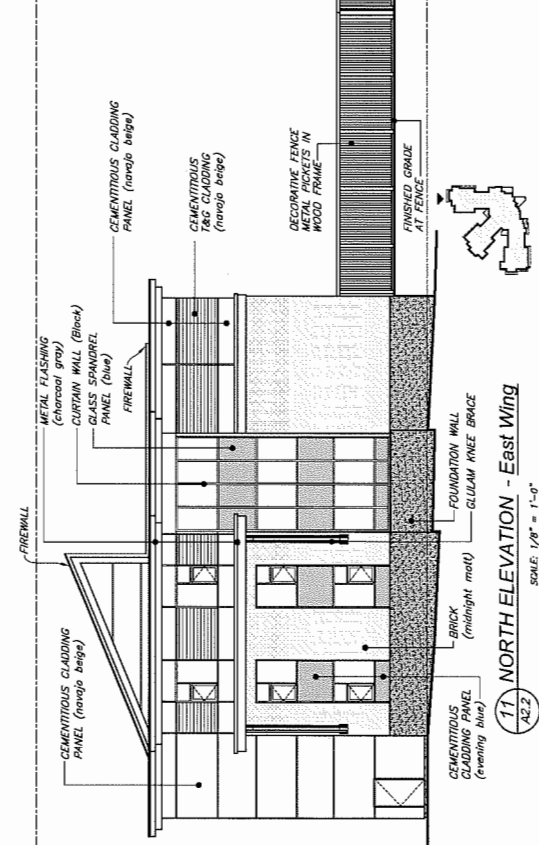 FIREWALL
CEMENTITIOUS CLADDING
PANEL (navajo beige)
METAL FLASHING
(charcoal gray)
CURTAIN WALL (Black)
GLASS SPANDREL
PANEL (blue)
FIREWALL
CEMENTITIOUS CLADDING
PANEL (navajo beige)
CEMENTITIOUS
T&G CLADDING
(navajo beige)
DECORATIVE FENCE
METAL PICKETS IN
WOOD FRAME
FINISHED GRADE
AT FENCE
CEMENTITIOUS
CLADDING PANEL
(evening blue)
BRICK
(midnight mott)
FOUNDATION WALL
GLULAM KNEE BRACE
11
A2.2
NORTH ELEVATION - East Wing
SCALE: 1/8" = 1'-0"